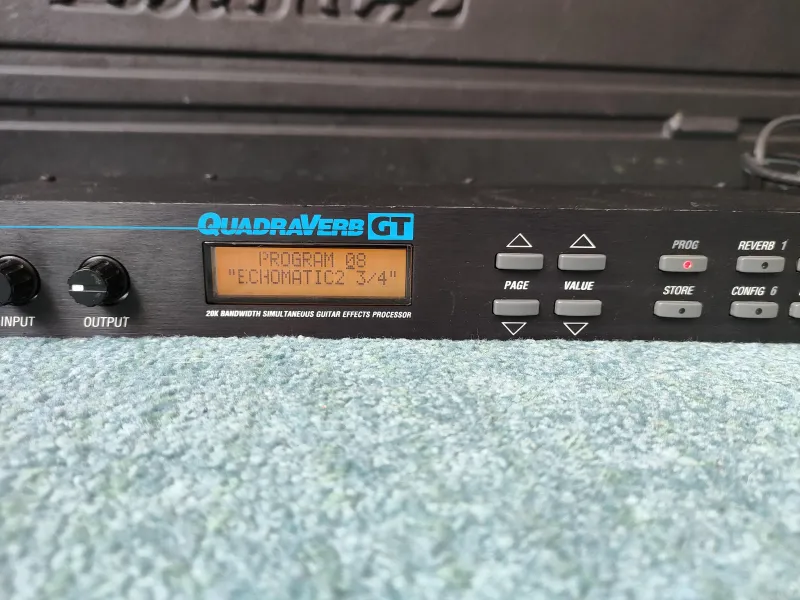 QUADRAVERB GT
PROGRAM 08
"ECHOMATIC2 3/4"
20K BANDWIDTH SIMULTANEOUS GUITAR EFFECTS PROCESSOR
INPUT
OUTPUT
PAGE
VALUE
PROG
REVERB 1
STORE
CONFIG 6